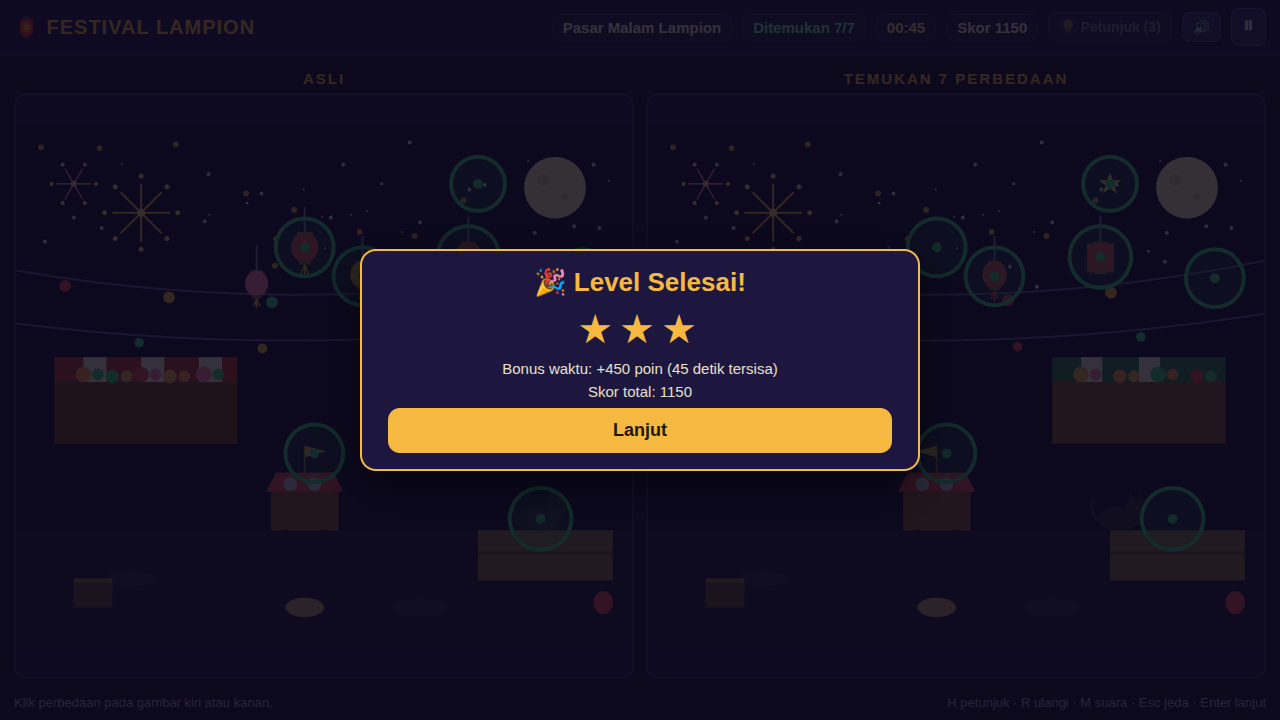 FESTIVAL LAMPION
Pasar Malam Lampion
Ditemukan 7/7
00:45
Skor 1150
Petunjuk (3)
ASLI
TEMUKAN 7 PERBEDAAN
🎉 Level Selesai!
★ ★ ★
Bonus waktu: +450 poin (45 detik tersisa)
Skor total: 1150
Lanjut
Klik perbedaan pada gambar kiri atau kanan.
H petunjuk · R ulangi · M suara · Esc jeda · Enter lanjut